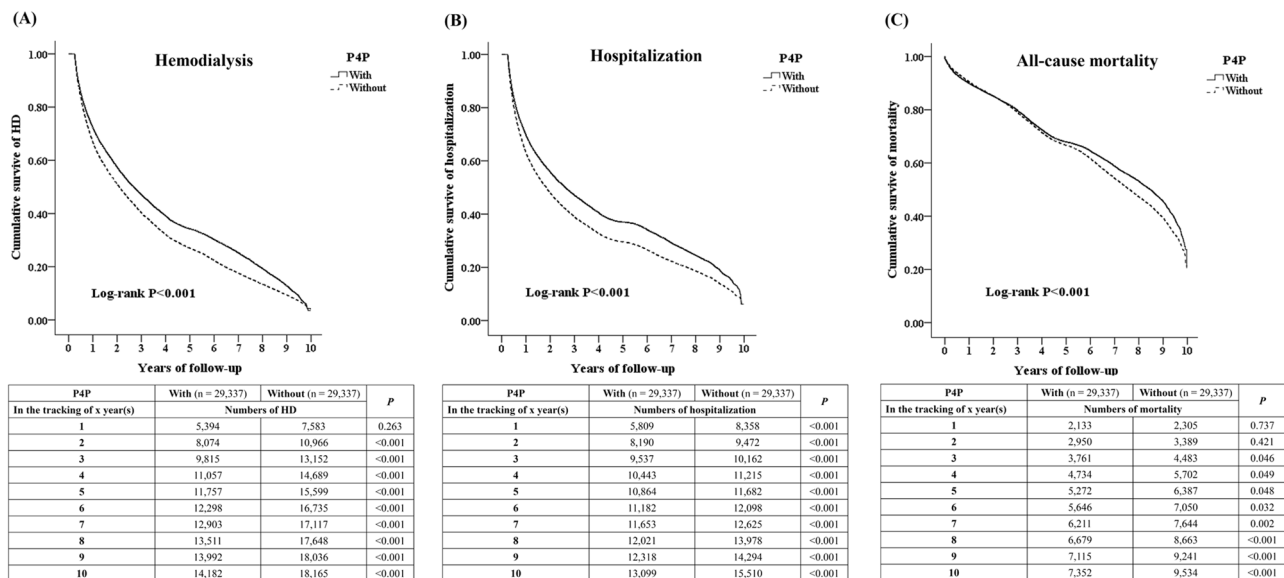 (A)
Hemodialysis
P4P
With
Without
Cumulative survive of HD
1.00
0.80
0.60
0.40
0.20
0.00
Log-rank P<0.001
0 1 2 3 4 5 6 7 8 9 10
Years of follow-up
P4P With (n = 29,337) Without (n = 29,337) P
In the tracking of x year(s) Numbers of HD
1 5,394 7,583 0.263
2 8,074 10,966 <0.001
3 9,815 13,152 <0.001
4 11,057 14,689 <0.001
5 11,757 15,599 <0.001
6 12,298 16,735 <0.001
7 12,903 17,117 <0.001
8 13,511 17,648 <0.001
9 13,992 18,036 <0.001
10 14,182 18,165 <0.001
(B)
Hospitalization
P4P
With
Without
Cumulative survive of hospitalization
1.00
0.80
0.60
0.40
0.20
0.00
Log-rank P<0.001
0 1 2 3 4 5 6 7 8 9 10
Years of follow-up
P4P With (n = 29,337) Without (n = 29,337) P
In the tracking of x year(s) Numbers of hospitalization
1 5,809 8,358 <0.001
2 8,190 9,472 <0.001
3 9,537 10,162 <0.001
4 10,443 11,215 <0.001
5 10,864 11,682 <0.001
6 11,182 12,098 <0.001
7 11,653 12,625 <0.001
8 12,021 13,978 <0.001
9 12,318 14,294 <0.001
10 13,099 15,510 <0.001
(C)
All-cause mortality
P4P
With
Without
Cumulative survive of mortality
1.00
0.80
0.60
0.40
0.20
0.00
Log-rank P<0.001
0 1 2 3 4 5 6 7 8 9 10
Years of follow-up
P4P With (n = 29,337) Without (n = 29,337) P
In the tracking of x year(s) Numbers of mortality
1 2,133 2,305 0.737
2 2,950 3,389 0.421
3 3,761 4,483 0.046
4 4,734 5,702 0.049
5 5,272 6,387 0.048
6 5,646 7,050 0.032
7 6,211 7,644 0.002
8 6,679 8,663 <0.001
9 7,115 9,241 <0.001
10 7,352 9,534 <0.001